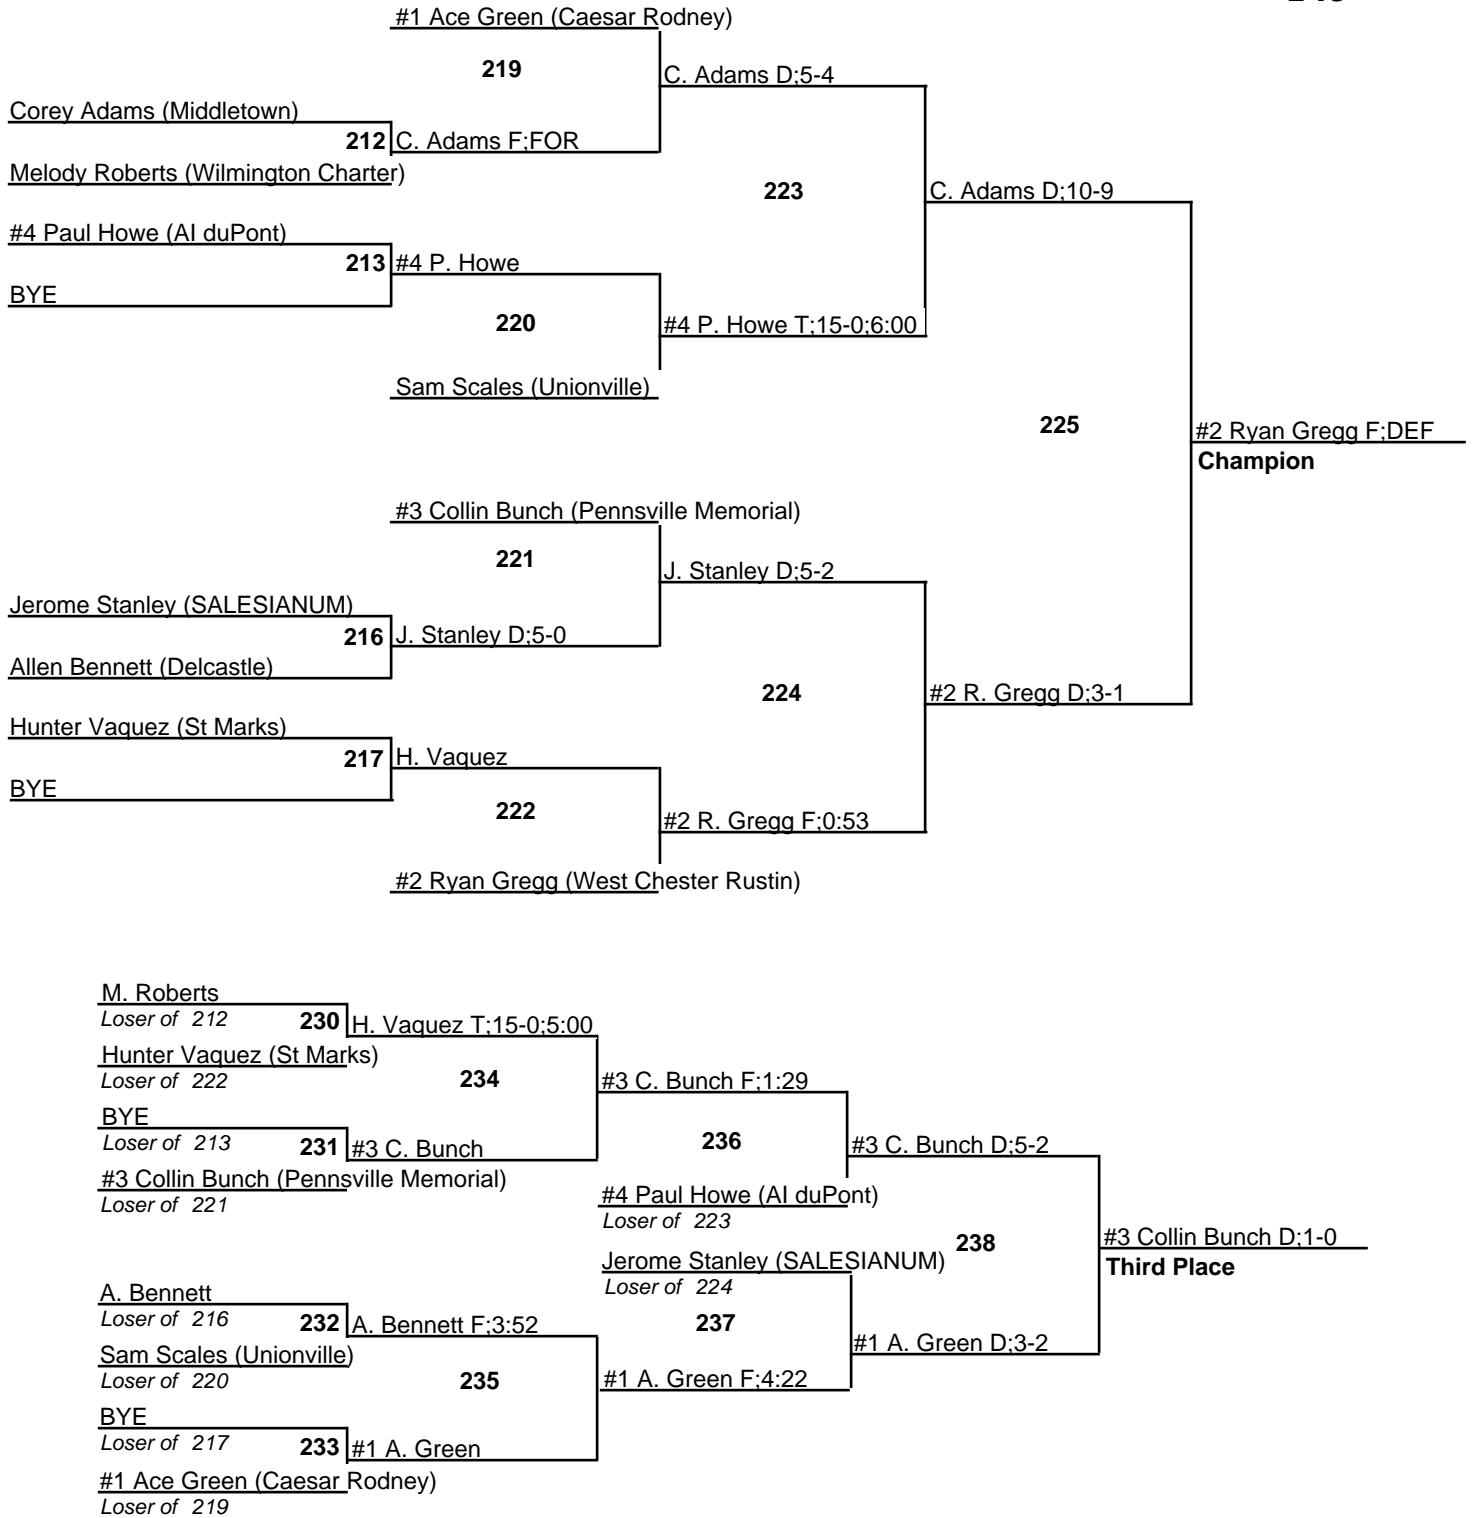 #1 Ace Green (Caesar Rodney)
219
C. Adams D;5-4
Corey Adams (Middletown)
212 C. Adams F;FOR
Melody Roberts (Wilmington Charter)
223
C. Adams D;10-9
#4 Paul Howe (AI duPont)
213 #4 P. Howe
BYE
220
#4 P. Howe T;15-0;6:00
Sam Scales (Unionville)
225
#2 Ryan Gregg F;DEF
Champion
#3 Collin Bunch (Pennsville Memorial)
221
J. Stanley D;5-2
Jerome Stanley (SALESIANUM)
216 J. Stanley D;5-0
Allen Bennett (Delcastle)
224
#2 R. Gregg D;3-1
Hunter Vaquez (St Marks)
217 H. Vaquez
BYE
222
#2 R. Gregg F;0:53
#2 Ryan Gregg (West Chester Rustin)
M. Roberts
Loser of 212
230 H. Vaquez T;15-0;5:00
Hunter Vaquez (St Marks)
Loser of 222
234
#3 C. Bunch F;1:29
BYE
Loser of 213
231 #3 C. Bunch
236
#3 C. Bunch D;5-2
#3 Collin Bunch (Pennsville Memorial)
Loser of 221
#4 Paul Howe (AI duPont)
Loser of 223
238
#3 Collin Bunch D;1-0
Third Place
Jerome Stanley (SALESIANUM)
Loser of 224
A. Bennett
Loser of 216
232 A. Bennett F;3:52
237
#1 A. Green D;3-2
Sam Scales (Unionville)
Loser of 220
235
#1 A. Green F;4:22
BYE
Loser of 217
233 #1 A. Green
#1 Ace Green (Caesar Rodney)
Loser of 219